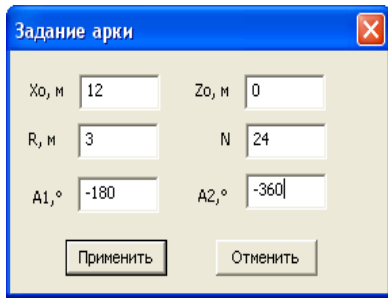 Задание арки
Xo, м 12 Zo, м 0
R, м 3 N 24
A1,° -180 A2,° -360
Применить Отменить